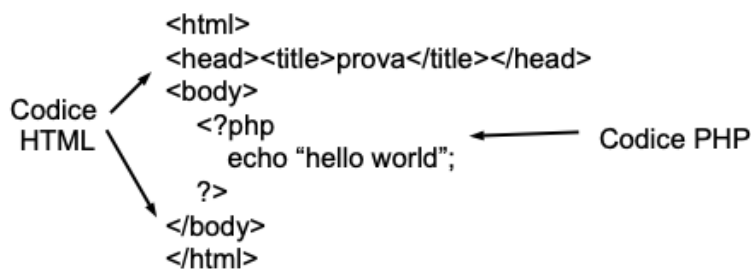 <html>
<head><title>prova</title></head>
<body>
<?php
echo “hello world”;
?>
</body>
</html>
Codice
HTML
Codice PHP